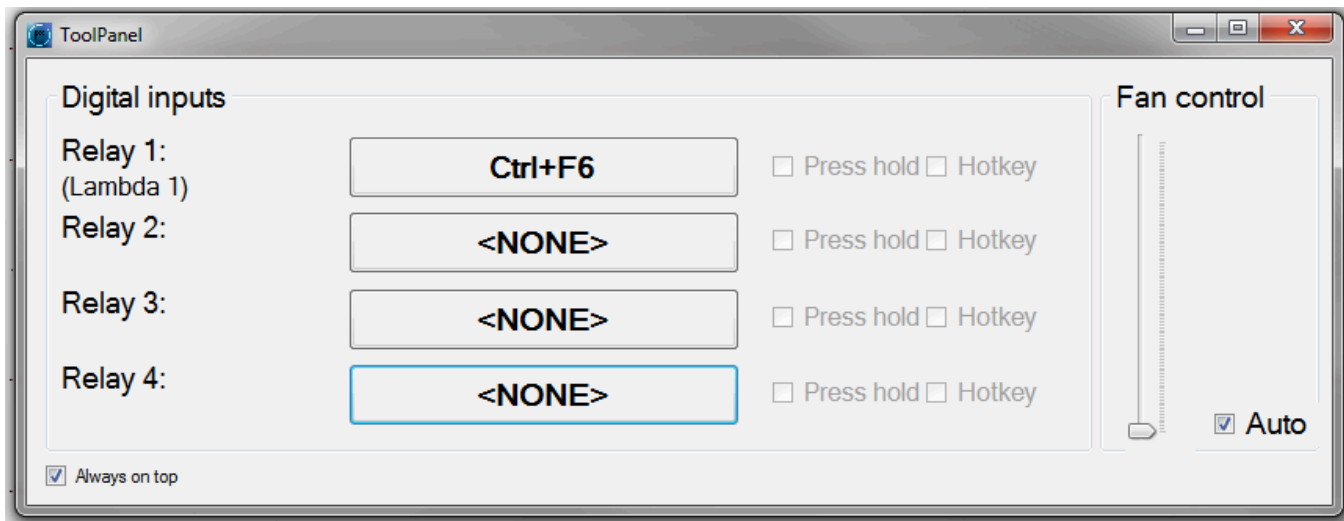 ToolPanel
Digital inputs
Fan control
Relay 1:
(Lambda 1)
Ctrl+F6
Press hold
Hotkey
Relay 2:
<NONE>
Press hold
Hotkey
Relay 3:
<NONE>
Press hold
Hotkey
Relay 4:
<NONE>
Press hold
Hotkey
Auto
Always on top